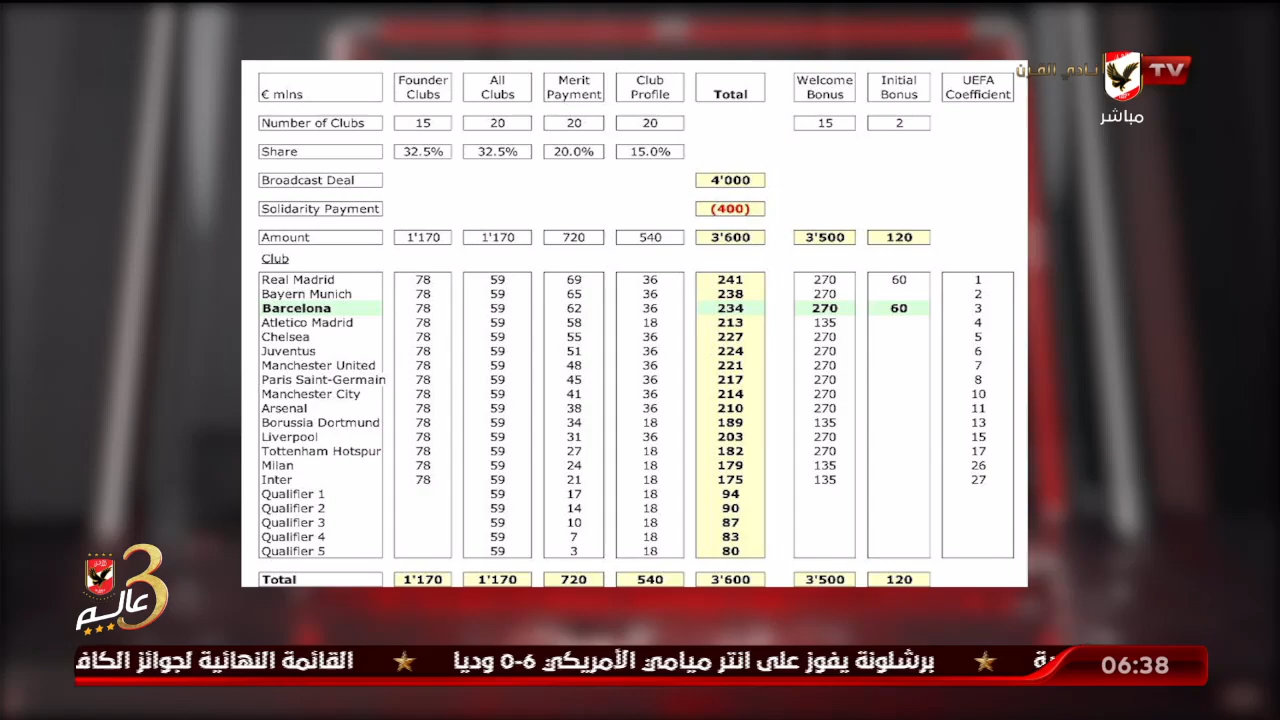 Founder All Merit Club Welcome Initial UEFA
€ mlns Clubs Clubs Payment Profile Total Bonus Bonus Coefficient
Number of Clubs 15 20 20 20 15 2
Share 32.5% 32.5% 20.0% 15.0%
Broadcast Deal 4'000
Solidarity Payment (400)
Amount 1'170 1'170 720 540 3'600 3'500 120
Club
Real Madrid 78 59 69 36 241 270 60 1
Bayern Munich 78 59 65 36 238 270 2
Barcelona 78 59 62 36 234 270 60 3
Atletico Madrid 78 59 58 18 213 135 4
Chelsea 78 59 55 36 227 270 5
Juventus 78 59 51 36 224 270 6
Manchester United 78 59 48 36 221 270 7
Paris Saint-Germain 78 59 45 36 217 270 8
Manchester City 78 59 41 36 214 270 10
Arsenal 78 59 38 36 210 270 11
Borussia Dortmund 78 59 34 18 189 135 13
Liverpool 78 59 31 36 203 270 15
Tottenham Hotspur 78 59 27 18 182 270 17
Milan 78 59 24 18 179 135 26
Inter 78 59 21 18 175 135 27
Qualifier 1 59 17 18 94
Qualifier 2 59 14 18 90
Qualifier 3 59 10 18 87
Qualifier 4 59 7 18 83
Qualifier 5 59 3 18 80
Total 1'170 1'170 720 540 3'600 3'500 120
نادي القرن
TV
مباشر
3
عالم
برشلونة يفوز على انتر ميامي الأمريكي 6-0 وديا
القائمة النهائية لجوائز الكاف
06:38